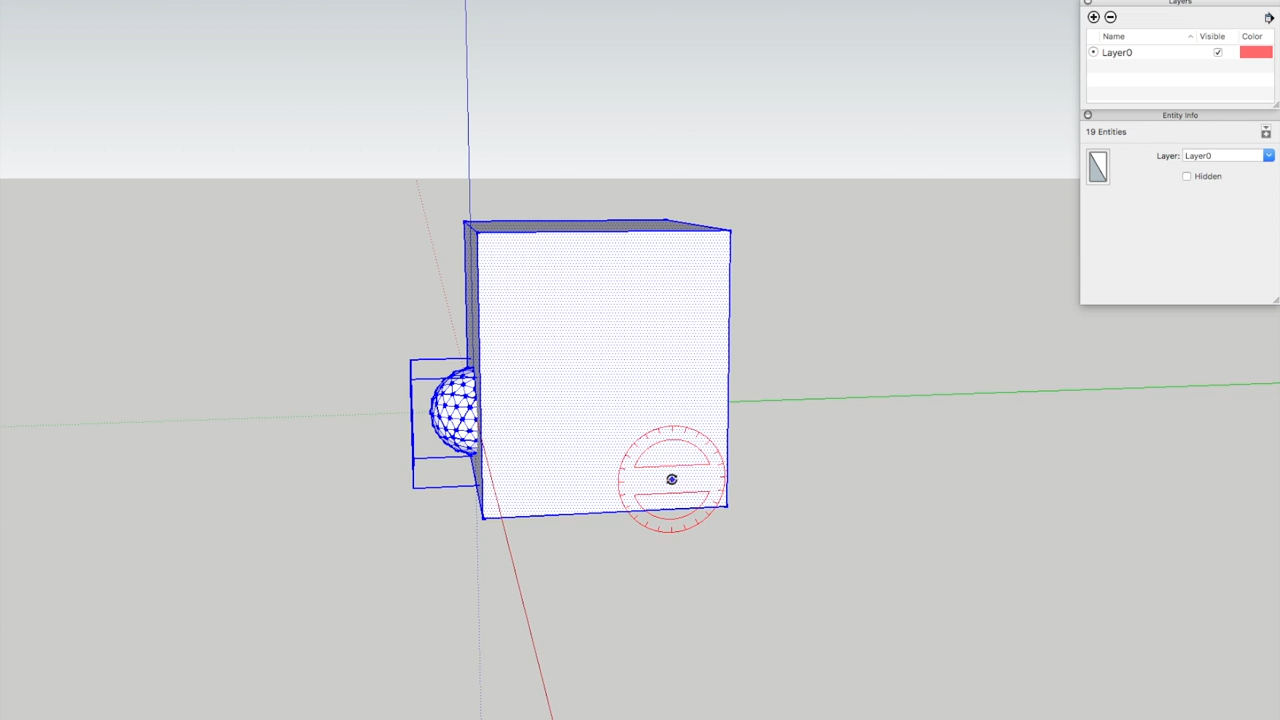 Layers
Name Visible Color
Layer0
Entity Info
19 Entities
Layer: Layer0
Hidden